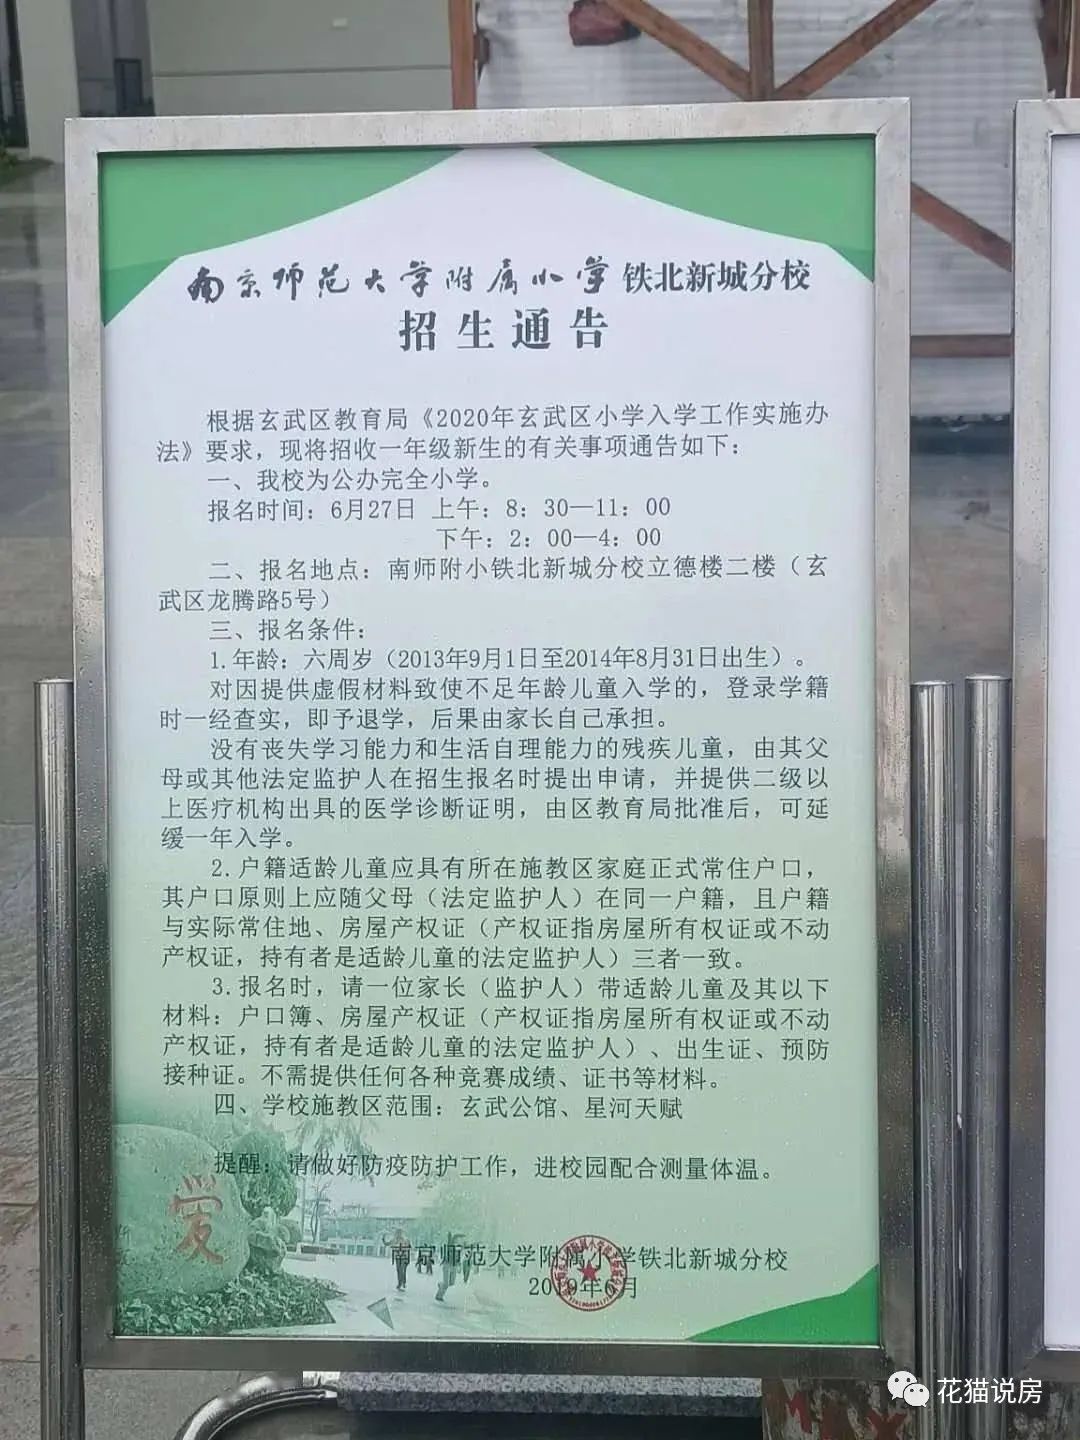 南京师范大学附属小学铁北新城分校
招生通告
根据玄武区教育局《2020年玄武区小学入学工作实施办
法》要求，现将招收一年级新生的有关事项通告如下：
一、我校为公办完全小学。
报名时间：6月27日 上午：8：30—11：00
下午：2：00—4：00
二、报名地点：南师附小铁北新城分校立德楼二楼（玄
武区龙腾路5号）
三、报名条件：
1.年龄：六周岁（2013年9月1日至2014年8月31日出生）。
对因提供虚假材料致使不足年龄儿童入学的，登录学籍
时一经查实，即予退学，后果由家长自己承担。
没有丧失学习能力和生活自理能力的残疾儿童，由其父
母或其他法定监护人在招生报名时提出申请，并提供二级以
上医疗机构出具的医学诊断证明，由区教育局批准后，可延
缓一年入学。
2.户籍适龄儿童应具有所在施教区家庭正式常住户口，
其户口原则上应随父母（法定监护人）在同一户籍，且户籍
与实际常住地、房屋产权证（产权证指房屋所有权证或不动
产权证，持有者是适龄儿童的法定监护人）三者一致。
3.报名时，请一位家长（监护人）带适龄儿童及其以下
材料：户口簿、房屋产权证（产权证指房屋所有权证或不动
产权证，持有者是适龄儿童的法定监护人）、出生证、预防
接种证。不需提供任何各种竞赛成绩、证书等材料。
四、学校施教区范围：玄武公馆、星河天赋
提醒：请做好防疫防护工作，进校园配合测量体温。
爱
南京师范大学附属小学铁北新城分校
2019年6月
花猫说房